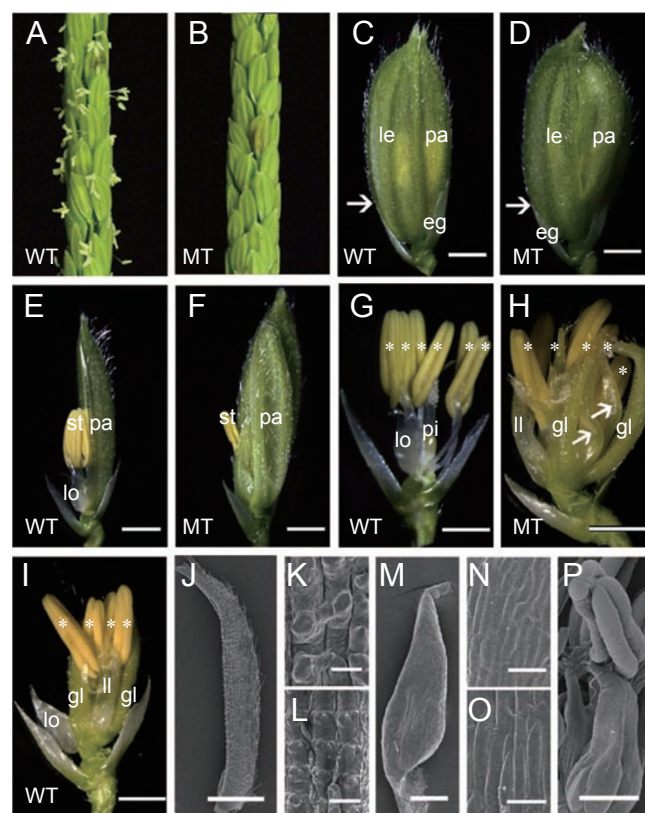 A
WT
B
MT
C
le
pa
eg
WT
D
le
pa
eg
MT
E
st pa
lo
WT
F
st
pa
MT
G
* * * * * *
lo
pi
WT
H
* * * *
*
ll
gl
gl
MT
I
* * * *
gl
ll
gl
lo
WT
J
K
L
M
N
O
P